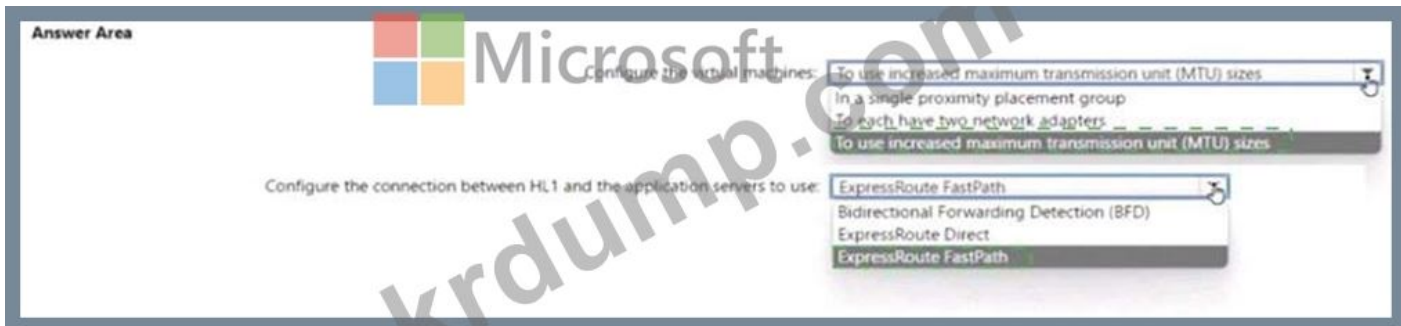 Answer Area
Microsoft
Configure the virtual machines: To use increased maximum transmission unit (MTU) sizes
In a single proximity placement group
To each have two network adapters
To use increased maximum transmission unit (MTU) sizes
Configure the connection between HL1 and the application servers to use: ExpressRoute FastPath
Bidirectional Forwarding Detection (BFD)
ExpressRoute Direct
ExpressRoute FastPath
krdump.com